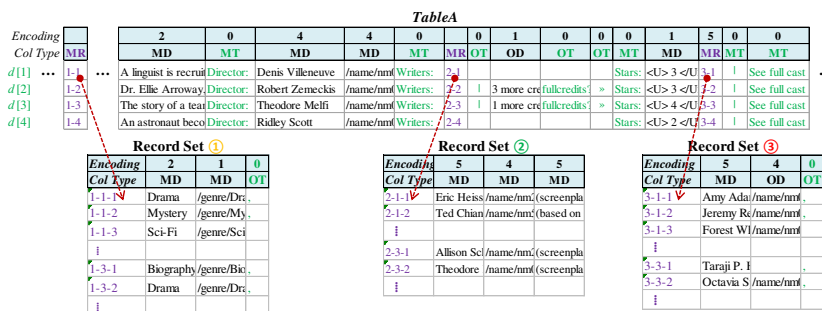 TableA
Encoding 2 0 4 4 0 0 0 1 0 0 0 1 5 0 0
Col Type MR MD MT MD MD MT MR OT OD OT OT MT MD MR MT MT
d [1] ... 1-1 ... A linguist is recruit Director: Denis Villeneuve /name/nm Writers: 2-1 Stars: <U> 3 </U 3-1 | See full cast
d [2] 1-2 Dr. Ellie Arroway, Director: Robert Zemeckis /name/nm Writers: 2-2 | 3 more cre fullcredits » Stars: <U> 3 </U 3-2 | See full cast
d [3] 1-3 The story of a tea Director: Theodore Melfi /name/nm Writers: 2-3 | 1 more cre fullcredits » Stars: <U> 4 </U 3-3 | See full cast
d [4] 1-4 An astronaut beco Director: Ridley Scott /name/nm Writers: 2-4 Stars: <U> 2 </U 3-4 | See full cast
Record Set ①
Encoding 2 1 0
Col Type MD MD OT
1-1-1 Drama /genre/Dra ,
1-1-2 Mystery /genre/My ,
1-1-3 Sci-Fi /genre/Sci
⁞
1-3-1 Biography /genre/Bio ,
1-3-2 Drama /genre/Dra ,
⁞
Record Set ②
Encoding 5 5 5
Col Type MD MD MD
2-1-1 Eric Heiss /name/nm (screenpla
2-1-2 Ted Chian /name/nm (based on
⁞
2-3-1 Allison Scl /name/nm (screenpla
2-3-2 Theodore /name/nm (screenpla
⁞
Record Set ③
Encoding 5 4 0
Col Type MD OD OT
3-1-1 Amy Ada /name/nm ,
3-1-2 Jeremy Re /name/nm ,
3-1-3 Forest Wl /name/nm
⁞
3-3-1 Taraji P. H ,
3-3-2 Octavia S /name/nm ,
⁞